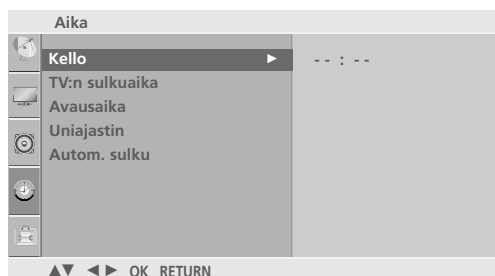 Aika
Kello ► - - : - -
TV:n sulkuaika
Avausaika
Uniajastin
Autom. sulku
▲▼ ◄► OK RETURN